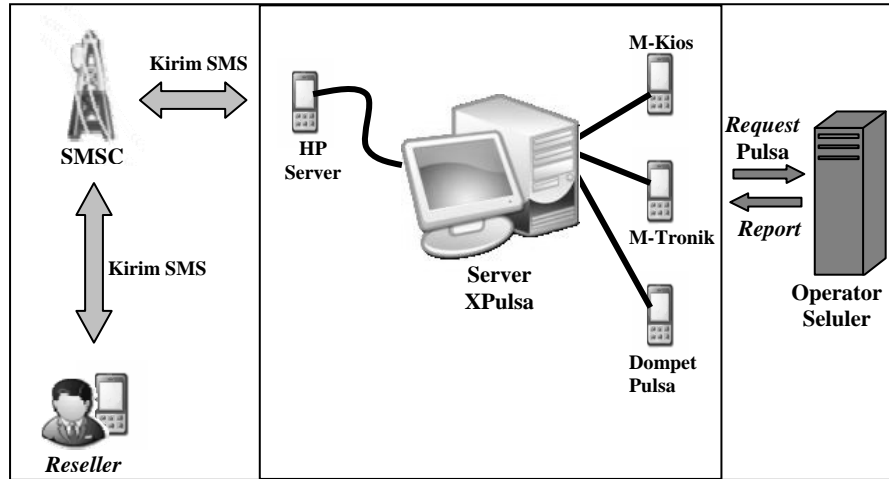 Kirim SMS
SMSC
Kirim SMS
Reseller
HP
Server
Server
XPulsa
M-Kios
M-Tronik
Dompet
Pulsa
Request
Pulsa
Report
Operator
Seluler